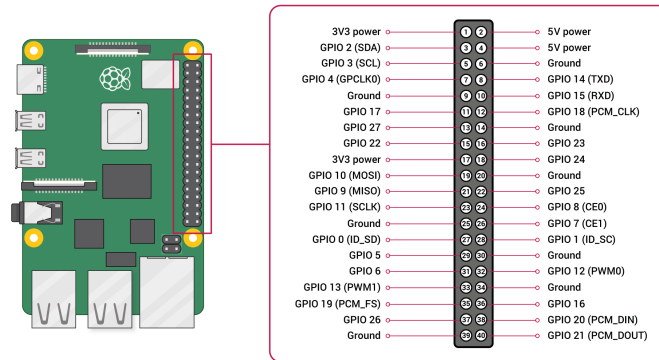 3V3 power 1 2 5V power
GPIO 2 (SDA) 3 4 5V power
GPIO 3 (SCL) 5 6 Ground
GPIO 4 (GPCLK0) 7 8 GPIO 14 (TXD)
Ground 9 10 GPIO 15 (RXD)
GPIO 17 11 12 GPIO 18 (PCM_CLK)
GPIO 27 13 14 Ground
GPIO 22 15 16 GPIO 23
3V3 power 17 18 GPIO 24
GPIO 10 (MOSI) 19 20 Ground
GPIO 9 (MISO) 21 22 GPIO 25
GPIO 11 (SCLK) 23 24 GPIO 8 (CE0)
Ground 25 26 GPIO 7 (CE1)
GPIO 0 (ID_SD) 27 28 GPIO 1 (ID_SC)
GPIO 5 29 30 Ground
GPIO 6 31 32 GPIO 12 (PWM0)
GPIO 13 (PWM1) 33 34 Ground
GPIO 19 (PCM_FS) 35 36 GPIO 16
GPIO 26 37 38 GPIO 20 (PCM_DIN)
Ground 39 40 GPIO 21 (PCM_DOUT)